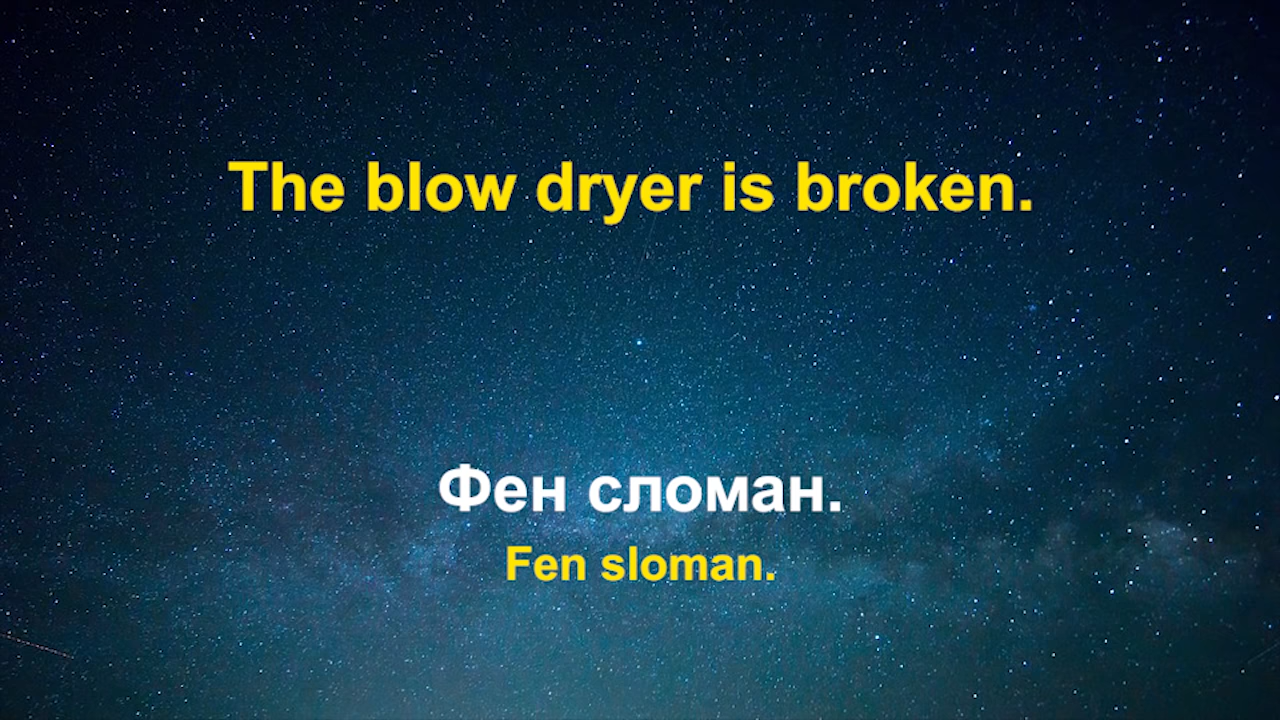 The blow dryer is broken.
Фен сломан.
Fen sloman.